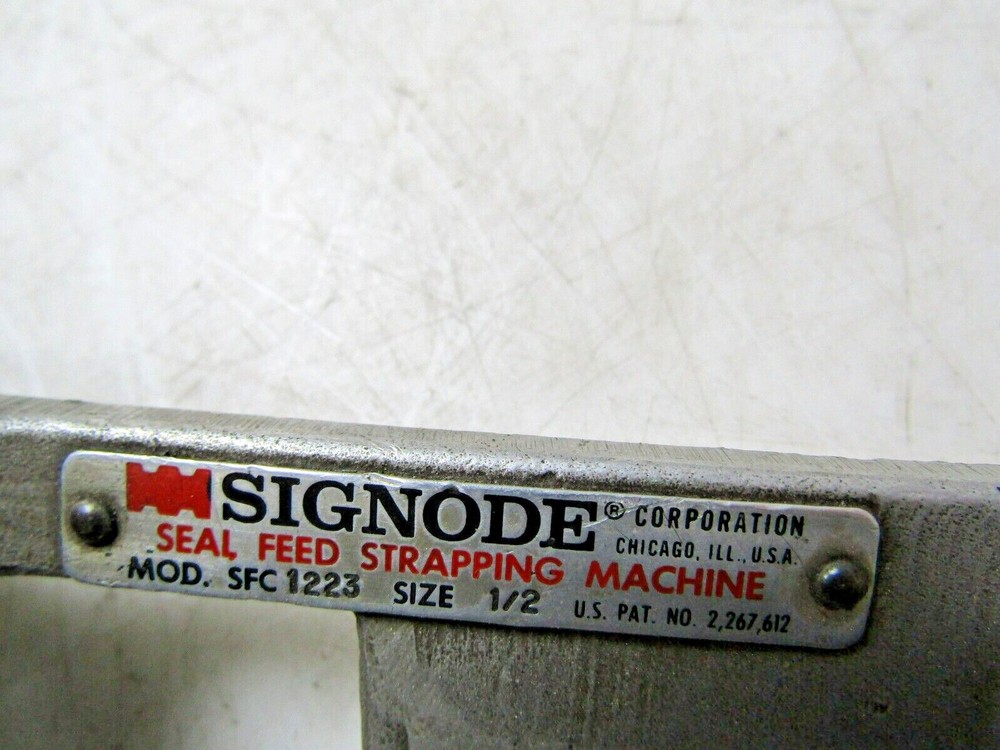 SIGNODE® CORPORATION
CHICAGO, ILL., U.S.A.
SEAL FEED STRAPPING MACHINE
MOD. SFC 1223 SIZE 1/2 U.S. PAT. NO. 2,267,612